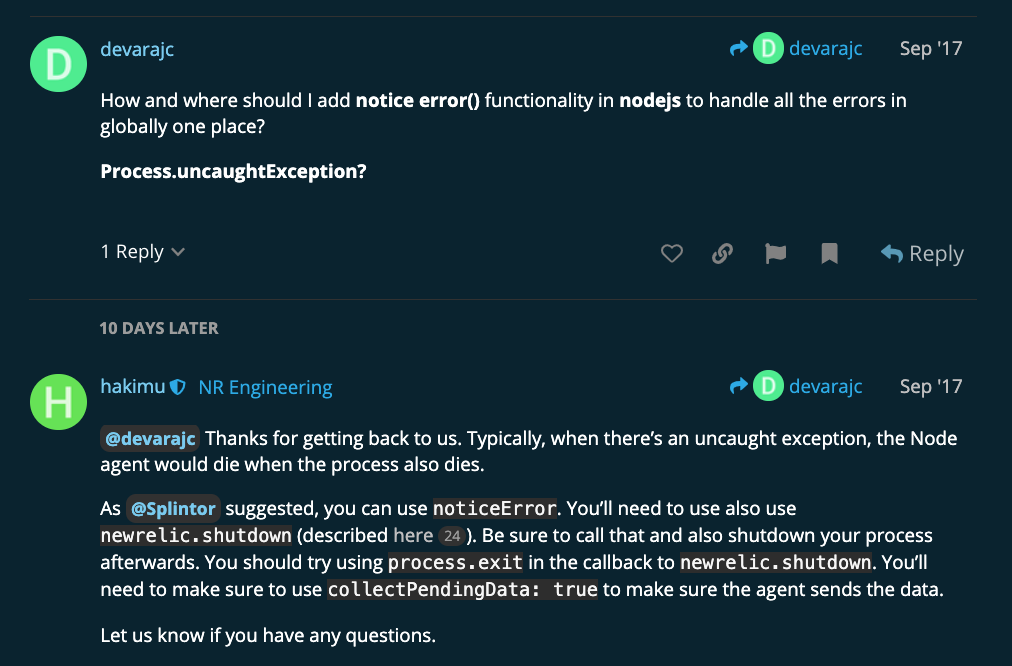 D
devarajc
D devarajc
Sep '17
How and where should I add notice error() functionality in nodejs to handle all the errors in
globally one place?
Process.uncaughtException?
1 Reply
Reply
10 DAYS LATER
H
hakimu NR Engineering
D devarajc
Sep '17
@devarajc Thanks for getting back to us. Typically, when there’s an uncaught exception, the Node
agent would die when the process also dies.
As @Splintor suggested, you can use noticeError. You’ll need to use also use
newrelic.shutdown (described here 24 ). Be sure to call that and also shutdown your process
afterwards. You should try using process.exit in the callback to newrelic.shutdown. You’ll
need to make sure to use collectPendingData: true to make sure the agent sends the data.
Let us know if you have any questions.